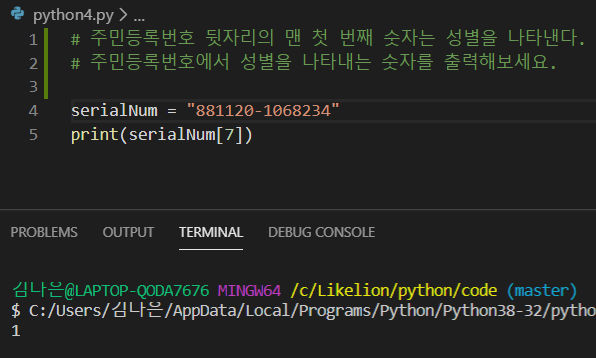 python4.py > ...
1 # 주민등록번호 뒷자리의 맨 첫 번째 숫자는 성별을 나타낸다.
2 # 주민등록번호에서 성별을 나타내는 숫자를 출력해보세요.
3
4 serialNum = "881120-1068234"
5 print(serialNum[7])
PROBLEMS OUTPUT TERMINAL DEBUG CONSOLE
김나은@LAPTOP-QODA7676 MINGW64 /c/Likelion/python/code (master)
$ C:/Users/김나은/AppData/Local/Programs/Python/Python38-32/pytho
1